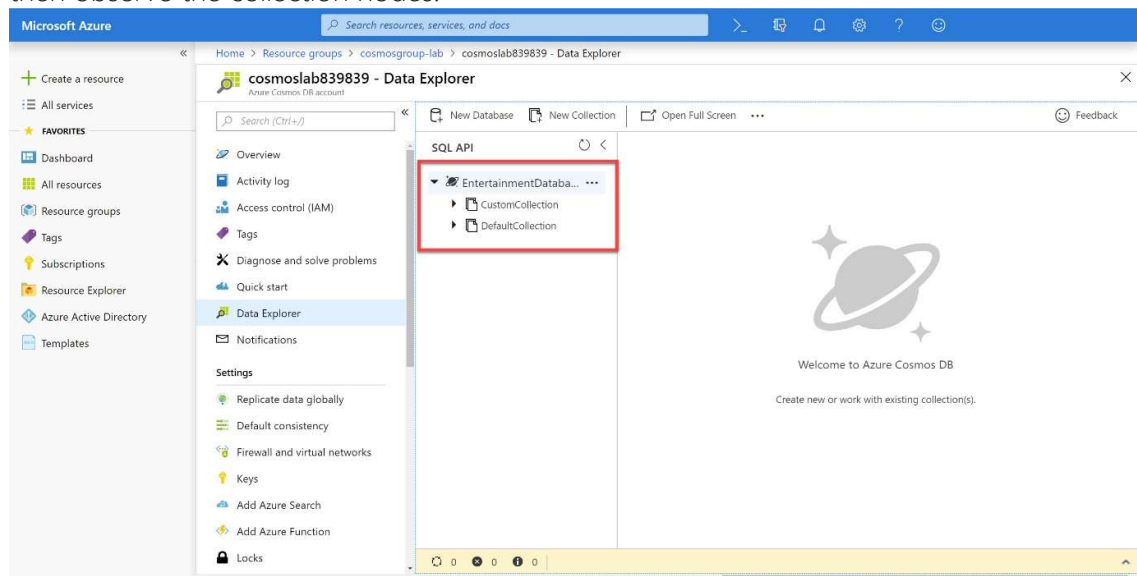 then observe the collection nodes.
Microsoft Azure
Search resources, services, and docs
Home > Resource groups > cosmosgroup-lab > cosmoslab839839 - Data Explorer
Create a resource
All services
FAVORITES
Dashboard
All resources
Resource groups
Tags
Subscriptions
Resource Explorer
Azure Active Directory
Templates
cosmoslab839839 - Data Explorer
Azure Cosmos DB account
Search (Ctrl+/)
Overview
Activity log
Access control (IAM)
Tags
Diagnose and solve problems
Quick start
Data Explorer
Notifications
Settings
Replicate data globally
Default consistency
Firewall and virtual networks
Keys
Add Azure Search
Add Azure Function
Locks
New Database
New Collection
Open Full Screen
Feedback
SQL API
EntertainmentDataba...
CustomCollection
DefaultCollection
Welcome to Azure Cosmos DB
Create new or work with existing collection(s).
0 0 0